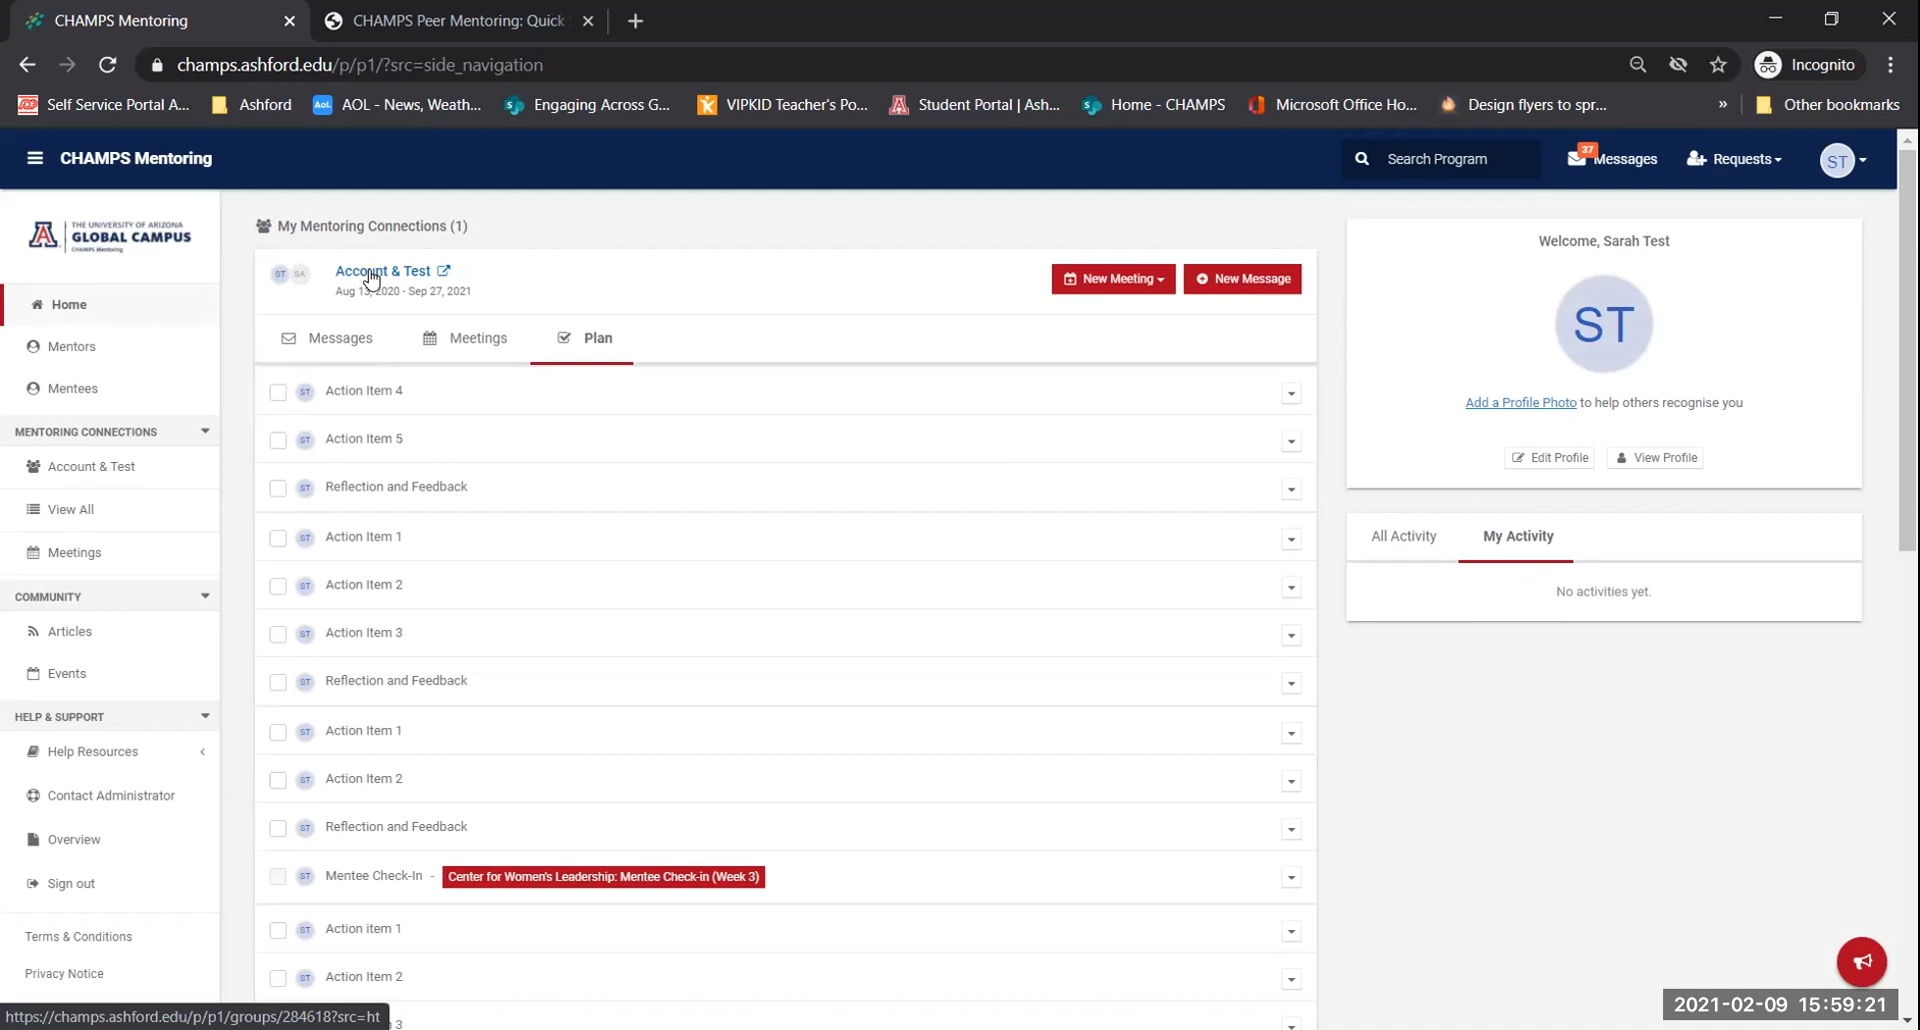 CHAMPS Mentoring
CHAMPS Peer Mentoring: Quick
champs.ashford.edu/p/p1/?src=side_navigation
Incognito
Self Service Portal A...
Ashford
Aol.
AOL - News, Weath...
Engaging Across G...
VIPKID Teacher's Po...
Student Portal | Ash...
Home - CHAMPS
Microsoft Office Ho...
Design flyers to spr...
»
Other bookmarks
CHAMPS Mentoring
Search Program
37
Messages
Requests
ST
THE UNIVERSITY OF ARIZONA
GLOBAL CAMPUS
CHAMPS Mentoring
Home
Mentors
Mentees
MENTORING CONNECTIONS
Account & Test
View All
Meetings
COMMUNITY
Articles
Events
HELP & SUPPORT
Help Resources
Contact Administrator
Overview
Sign out
Terms & Conditions
Privacy Notice
My Mentoring Connections (1)
ST SA
Account & Test
Aug 13, 2020 - Sep 27, 2021
New Meeting
New Message
Messages
Meetings
Plan
ST Action Item 4
ST Action Item 5
ST Reflection and Feedback
ST Action Item 1
ST Action Item 2
ST Action Item 3
ST Reflection and Feedback
ST Action Item 1
ST Action Item 2
ST Reflection and Feedback
ST Mentee Check-In - Center for Women's Leadership: Mentee Check-in (Week 3)
ST Action item 1
ST Action Item 2
3
Welcome, Sarah Test
ST
Add a Profile Photo to help others recognise you
Edit Profile
View Profile
All Activity
My Activity
No activities yet.
https://champs.ashford.edu/p/p1/groups/284618?src=ht
2021-02-09 15:59:21